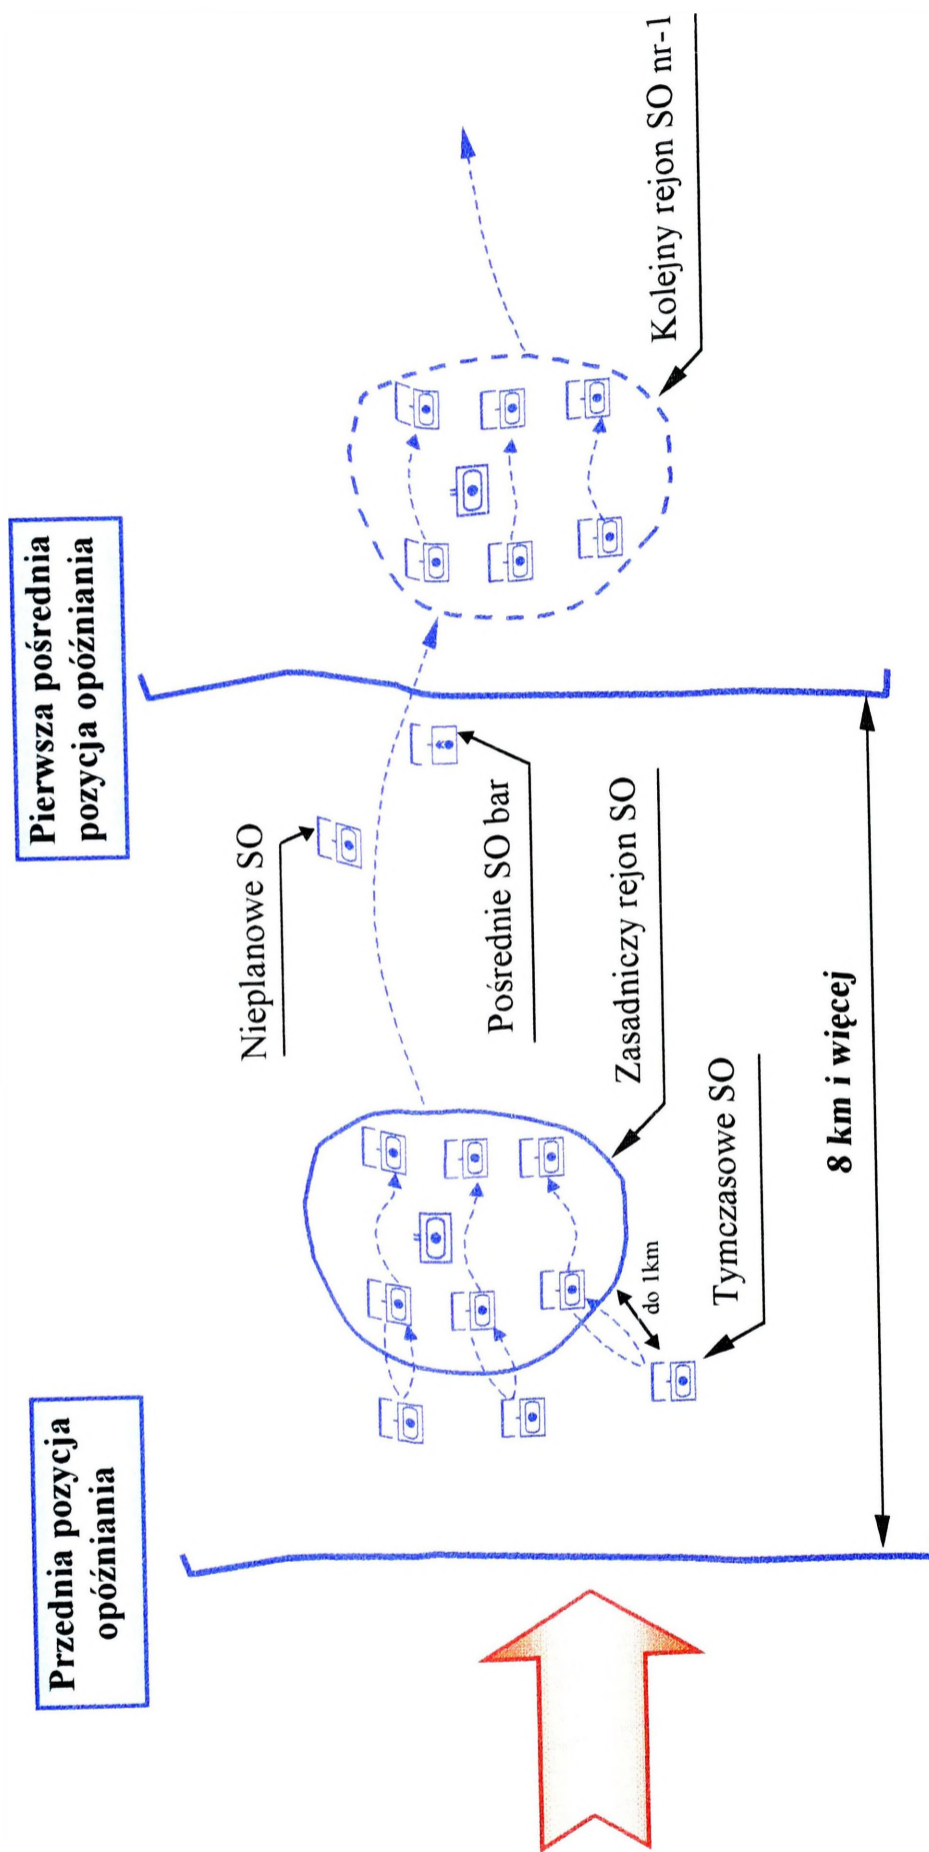 Przednia pozycja
opóźniania
Pierwsza pośrednia
pozycja opóźniania
Nieplanowe SO
Pośrednie SO bar
Zasadniczy rejon SO
do 1km
Tymczasowe SO
Kolejny rejon SO nr-1
8 km i więcej